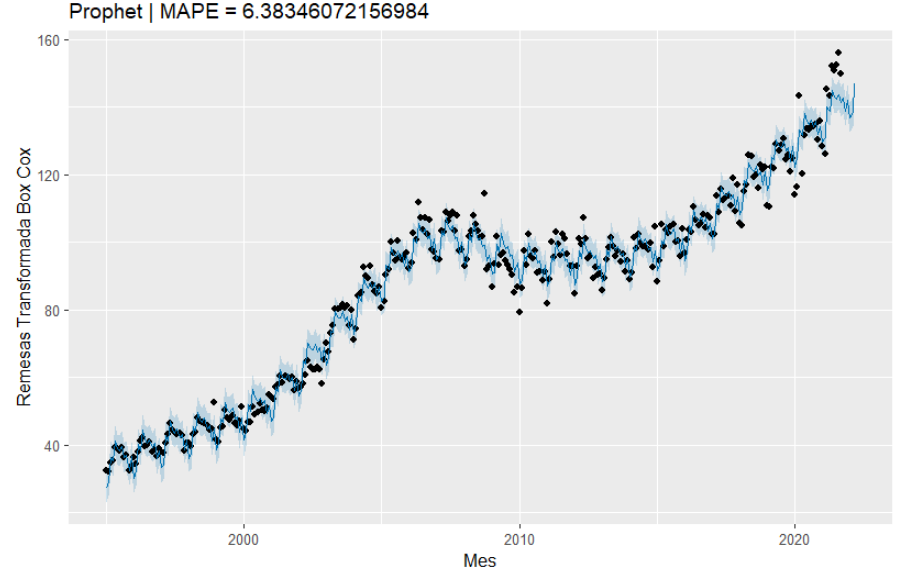 Prophet | MAPE = 6.38346072156984
Remesas Transformada Box Cox
160
120
80
40
2000 2010 2020
Mes